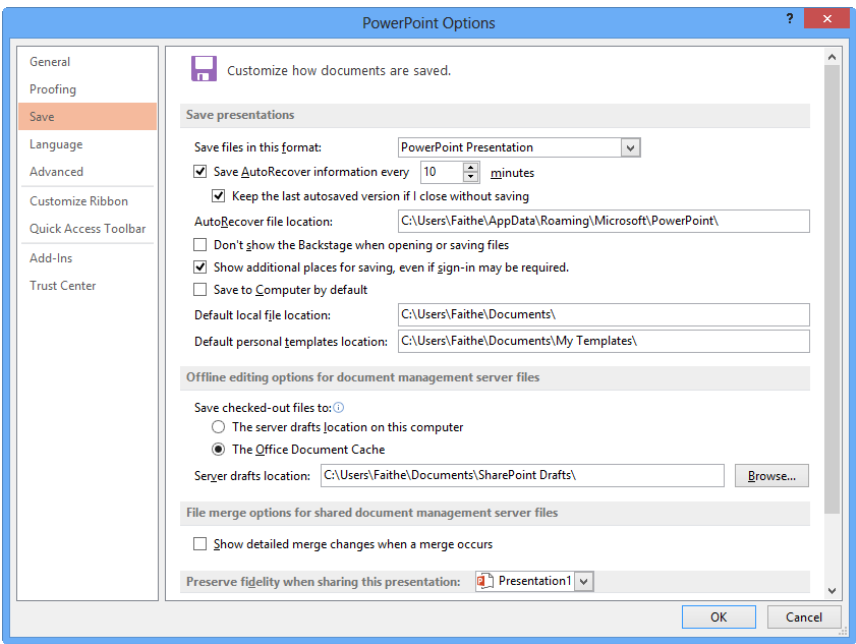 PowerPoint Options
?
General
Proofing
Save
Language
Advanced
Customize Ribbon
Quick Access Toolbar
Add-Ins
Trust Center
Customize how documents are saved.
Save presentations
Save files in this format: PowerPoint Presentation
Save AutoRecover information every 10 minutes
Keep the last autosaved version if I close without saving
AutoRecover file location: C:\Users\Faithe\AppData\Roaming\Microsoft\PowerPoint\
Don't show the Backstage when opening or saving files
Show additional places for saving, even if sign-in may be required.
Save to Computer by default
Default local file location: C:\Users\Faithe\Documents\
Default personal templates location: C:\Users\Faithe\Documents\My Templates\
Offline editing options for document management server files
Save checked-out files to:
The server drafts location on this computer
The Office Document Cache
Server drafts location: C:\Users\Faithe\Documents\SharePoint Drafts\ Browse...
File merge options for shared document management server files
Show detailed merge changes when a merge occurs
Preserve fidelity when sharing this presentation: Presentation1
OK Cancel